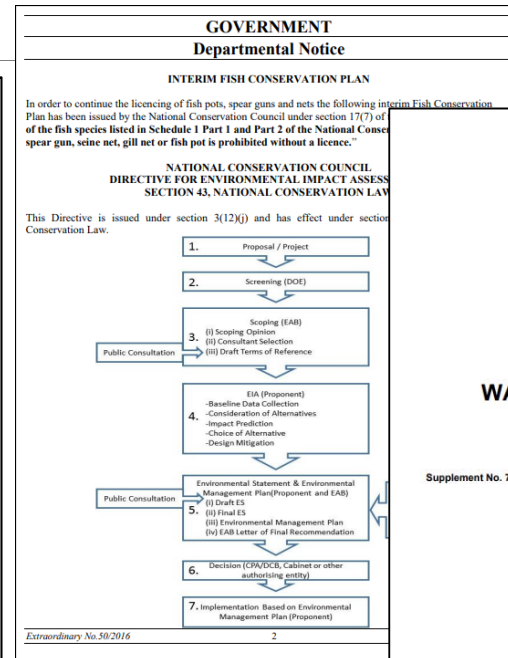 GOVERNMENT
Departmental Notice
INTERIM FISH CONSERVATION PLAN
In order to continue the licencing of fish pots, spear guns and nets the following interim Fish Conservation
Plan has been issued by the National Conservation Council under section 17(7) of
of the fish species listed in Schedule 1 Part 1 and Part 2 of the National Conser
spear gun, seine net, gill net or fish pot is prohibited without a licence."
NATIONAL CONSERVATION COUNCIL
DIRECTIVE FOR ENVIRONMENTAL IMPACT ASSESS
SECTION 43, NATIONAL CONSERVATION LAW
This Directive is issued under section 3(12)(j) and has effect under section
Conservation Law.
1. Proposal / Project
2. Screening (DOE)
Scoping (EAB)
3. (i) Scoping Opinion
(ii) Consultant Selection
(iii) Draft Terms of Reference
Public Consultation
EIA (Proponent)
-Baseline Data Collection
4. -Consideration of Alternatives
-Impact Prediction
-Choice of Alternative
-Design Mitigation
Environmental Statement & Environmental
Management Plan(Proponent and EAB)
Public Consultation
5. (i) Draft ES
(ii) Final ES
(iii) Environmental Management Plan
(iv) EAB Letter of Final Recommendation
6. Decision (CPA/DCB, Cabinet or other
authorising entity)
7. Implementation Based on Environmental
Management Plan (Proponent)
Extraordinary No.50/2016 2
WA
Supplement No. 7